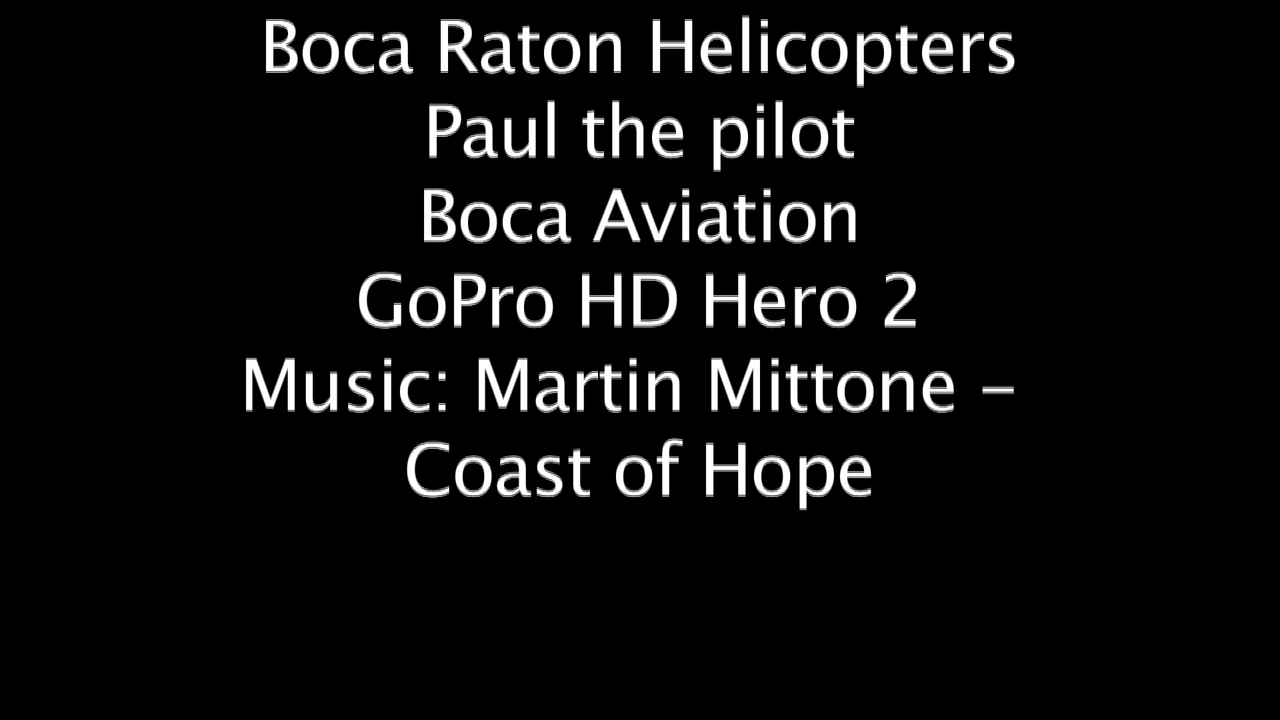 Boca Raton Helicopters
Paul the pilot
Boca Aviation
GoPro HD Hero 2
Music: Martin Mittone –
Coast of Hope